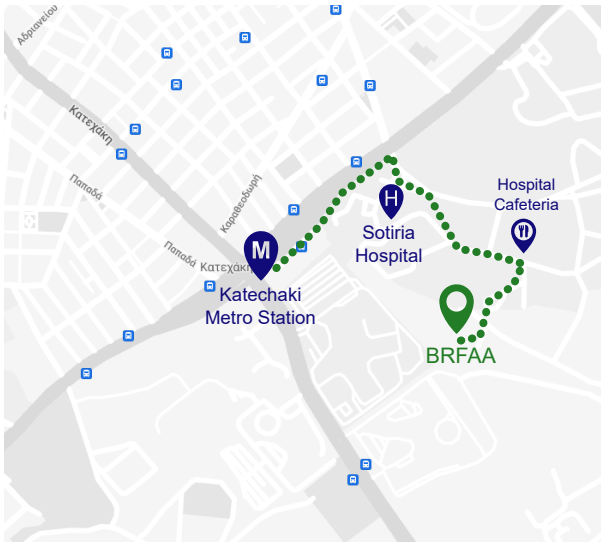 Αδριανείου
Κατεχάκη
Παπαδά
Καραθεοδωρή
Παπαδά
Κατεχάκη
M
Katechaki
Metro Station
H
Sotiria
Hospital
Hospital
Cafeteria
BRFAA